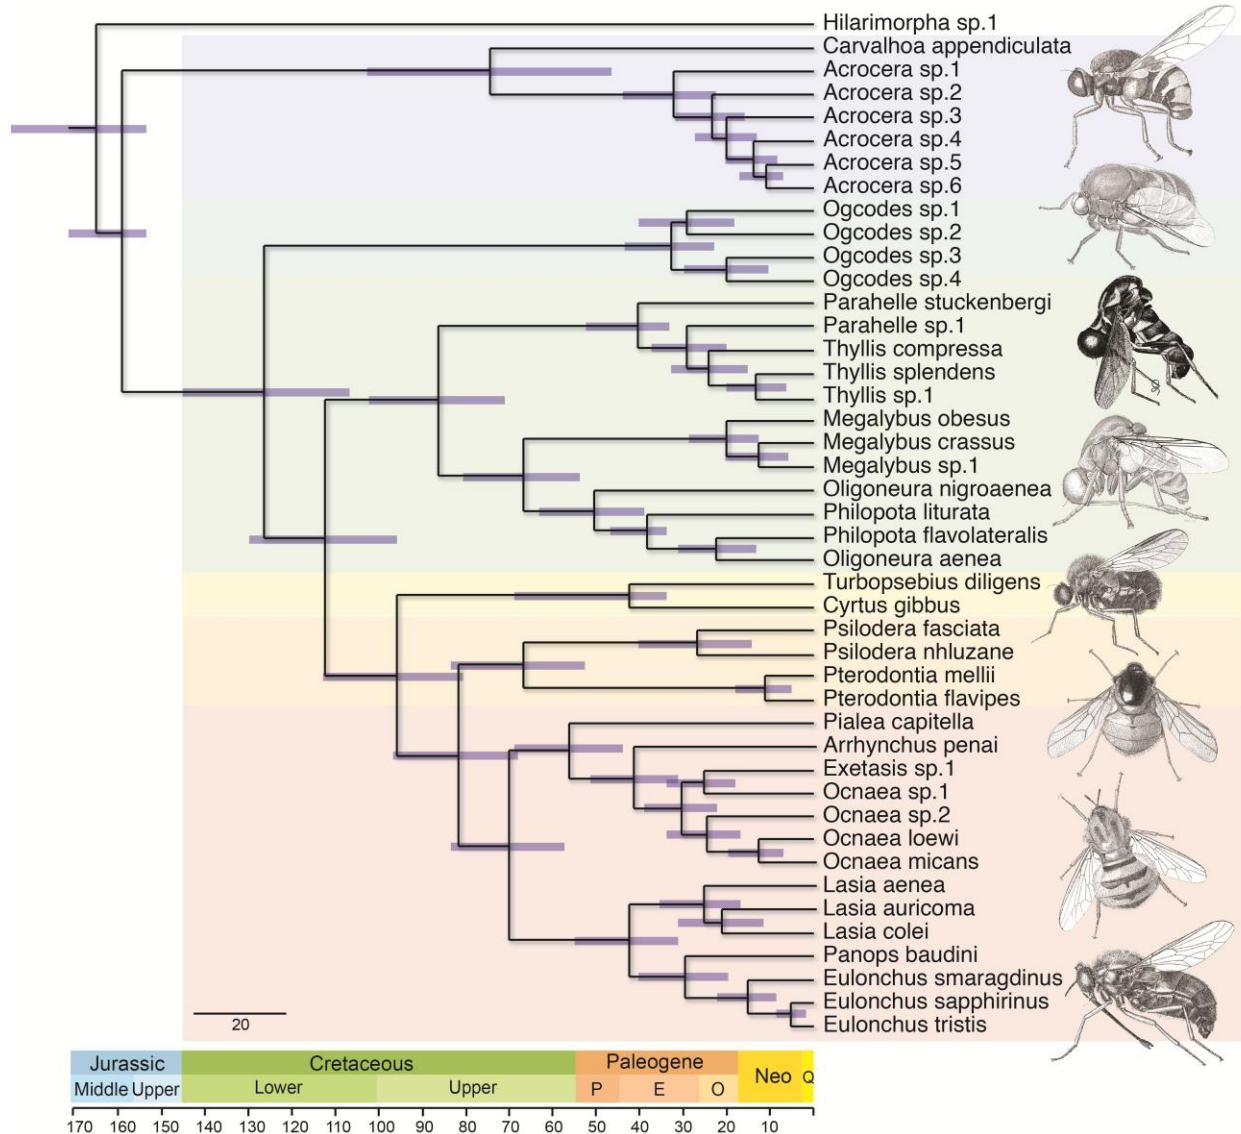 Hilarimorpha sp.1
Carvalhoa appendiculata
Acrocera sp.1
Acrocera sp.2
Acrocera sp.3
Acrocera sp.4
Acrocera sp.5
Acrocera sp.6
Ogcodes sp.1
Ogcodes sp.2
Ogcodes sp.3
Ogcodes sp.4
Parahelle stuckenbergi
Parahelle sp.1
Thyllis compressa
Thyllis splendens
Thyllis sp.1
Megalybus obesus
Megalybus crassus
Megalybus sp.1
Oligoneura nigroaenea
Philopota liturata
Philopota flavolateralis
Oligoneura aenea
Turbopsebius diligens
Cyrtus gibbus
Psilodera fasciata
Psilodera nhluzane
Pterodontia mellii
Pterodontia flavipes
Pialea capitella
Arrhynchus penai
Exetasis sp.1
Ocnaea sp.1
Ocnaea sp.2
Ocnaea loewi
Ocnaea micans
Lasia aenea
Lasia auricoma
Lasia colei
Panops baudini
Eulonchus smaragdinus
Eulonchus sapphirinus
Eulonchus tristis
20
Jurassic Cretaceous Paleogene Neo Q
Middle Upper Lower Upper P E O
170 160 150 140 130 120 110 100 90 80 70 60 50 40 30 20 10